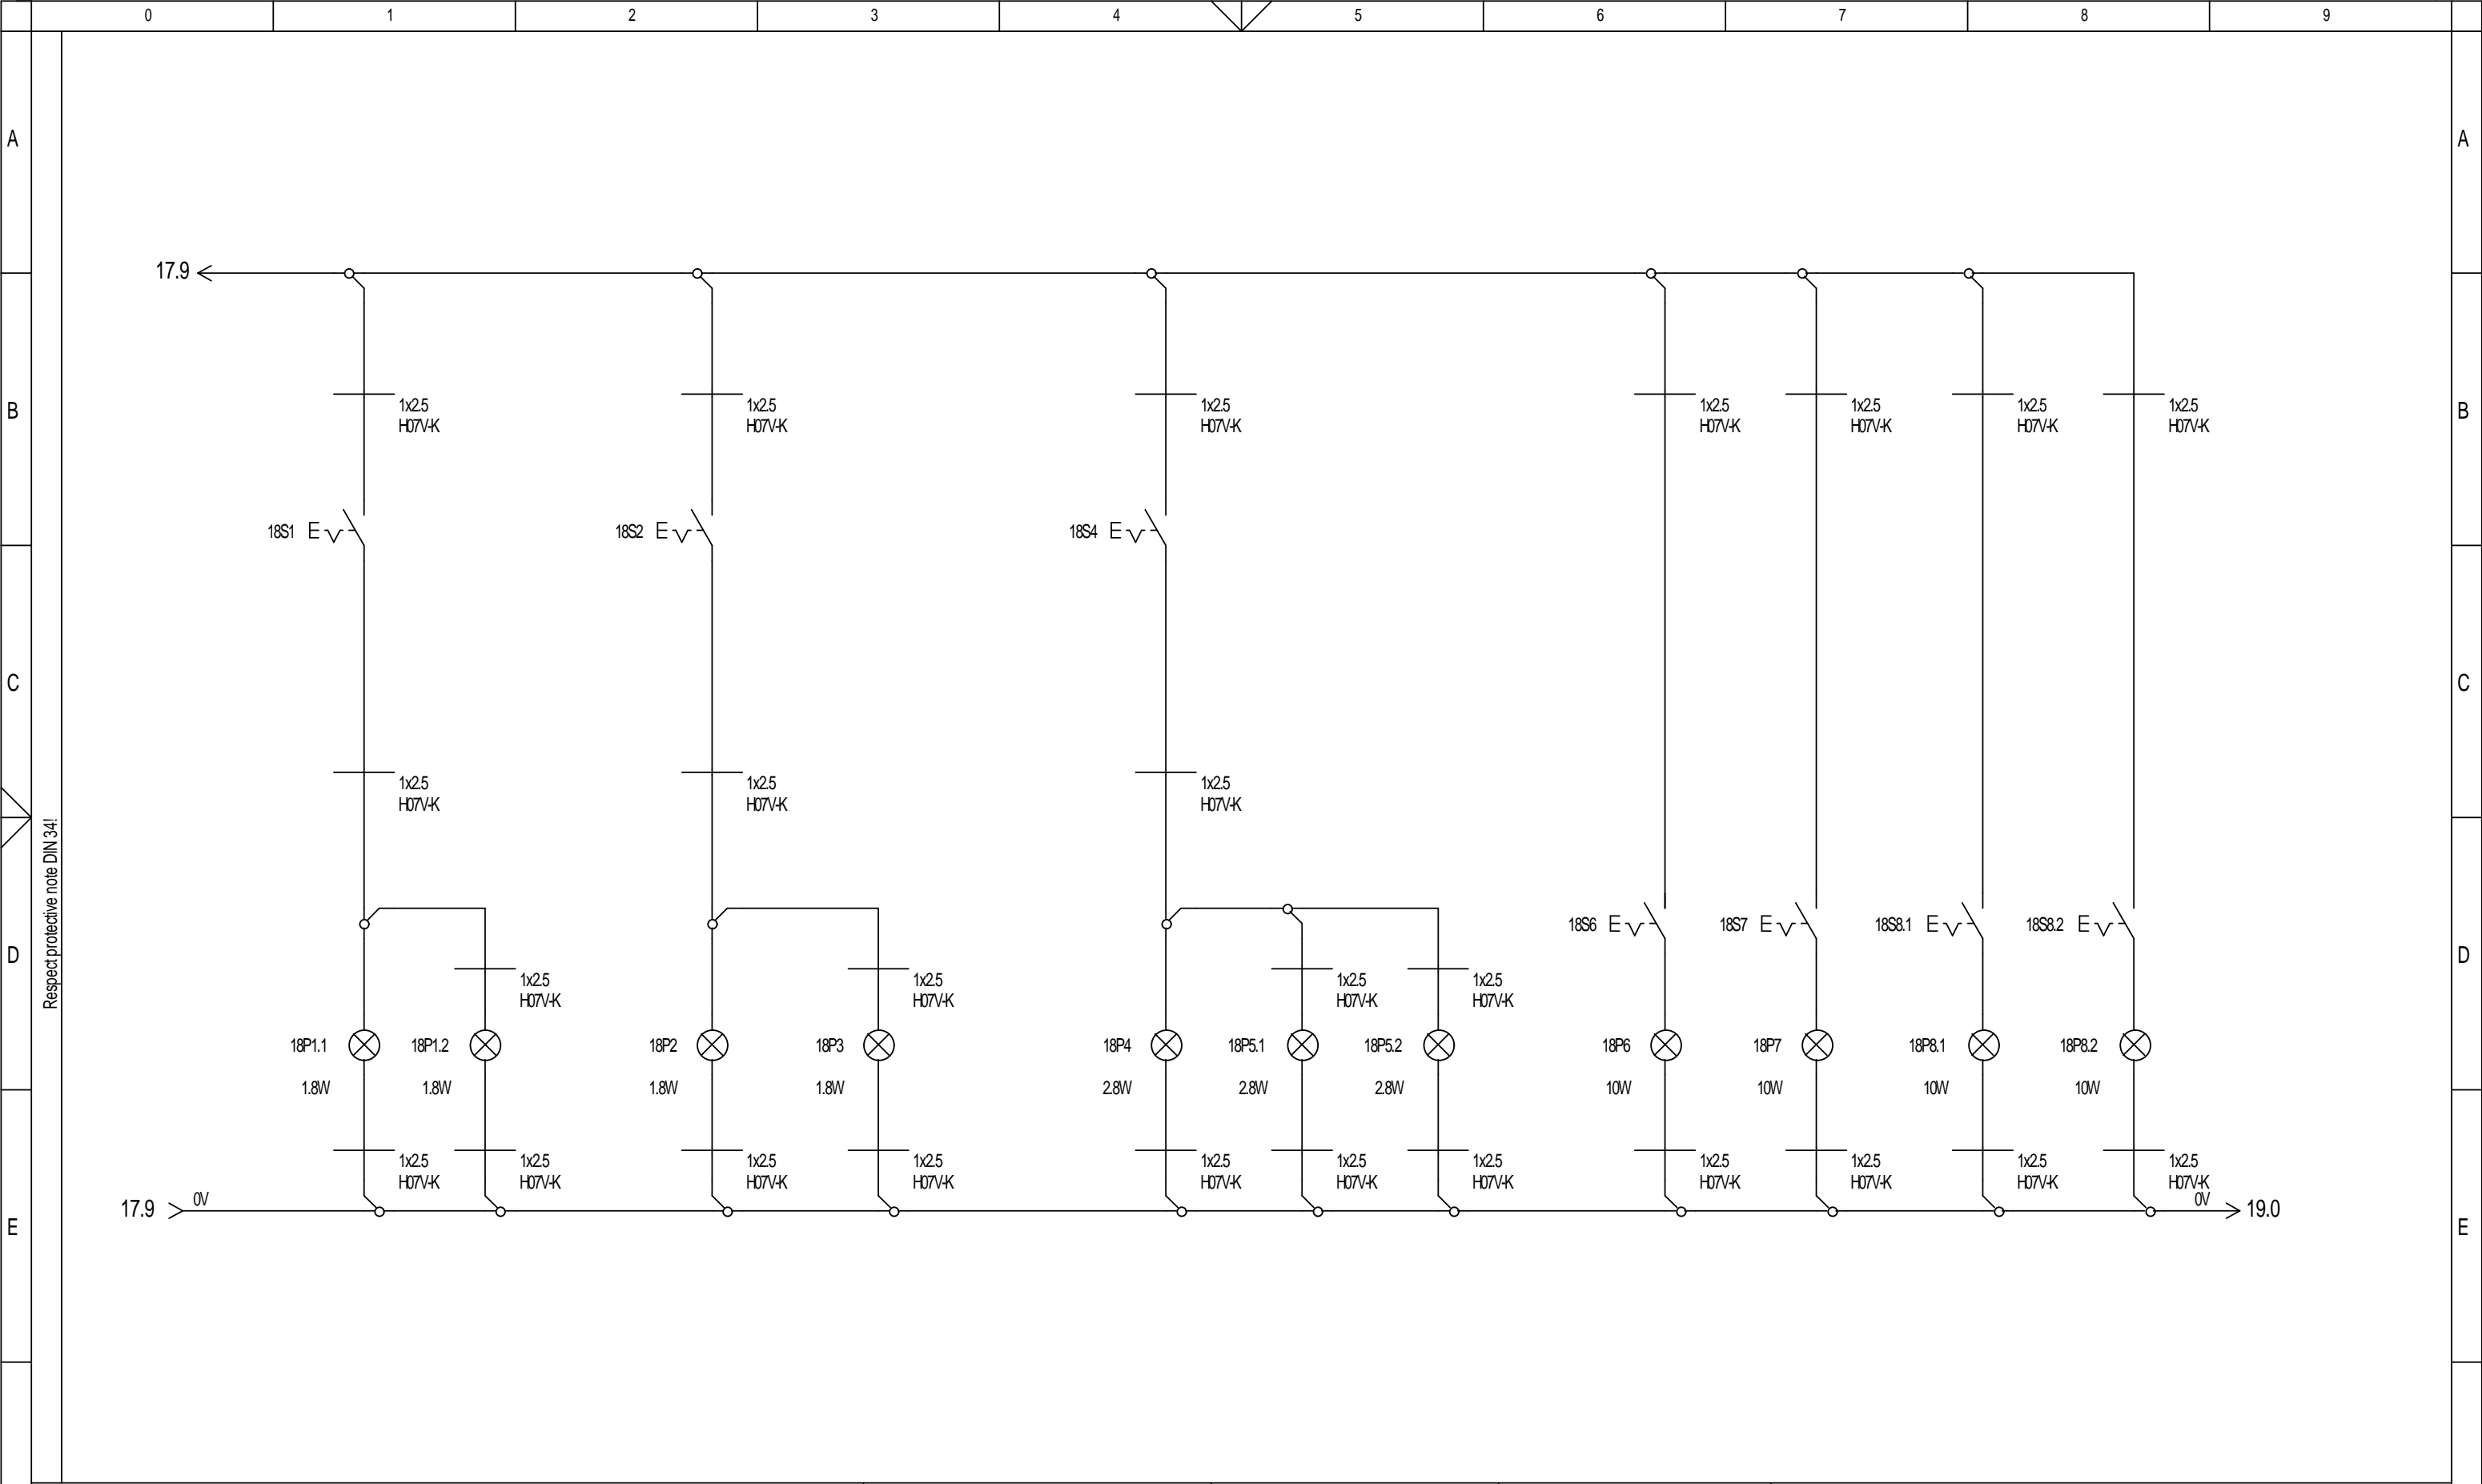 0 1 2 3 4 5 6 7 8 9
A A
17.9
B B
1x2.5 1x2.5 1x2.5 1x2.5 1x2.5 1x2.5 1x2.5
H07V-K H07V-K H07V-K H07V-K H07V-K H07V-K H07V-K
18S1 E 18S2 E 18S4 E
C C
1x2.5 1x2.5 1x2.5
H07V-K H07V-K H07V-K
Respect protective note DIN 34!
18S6 E 18S7 E 18S8.1 E 18S8.2 E
D D
1x2.5 1x2.5 1x2.5 1x2.5
H07V-K H07V-K H07V-K H07V-K
18P1.1 18P1.2 18P2 18P3 18P4 18P5.1 18P5.2 18P6 18P7 18P8.1 18P8.2
1.8W 1.8W 1.8W 1.8W 2.8W 2.8W 2.8W 10W 10W 10W 10W
1x2.5 1x2.5 1x2.5 1x2.5 1x2.5 1x2.5 1x2.5 1x2.5 1x2.5 1x2.5 1x2.5
H07V-K H07V-K H07V-K H07V-K H07V-K H07V-K H07V-K H07V-K H07V-K H07V-K H07V-K
17.9 0V 0V 19.0
E E